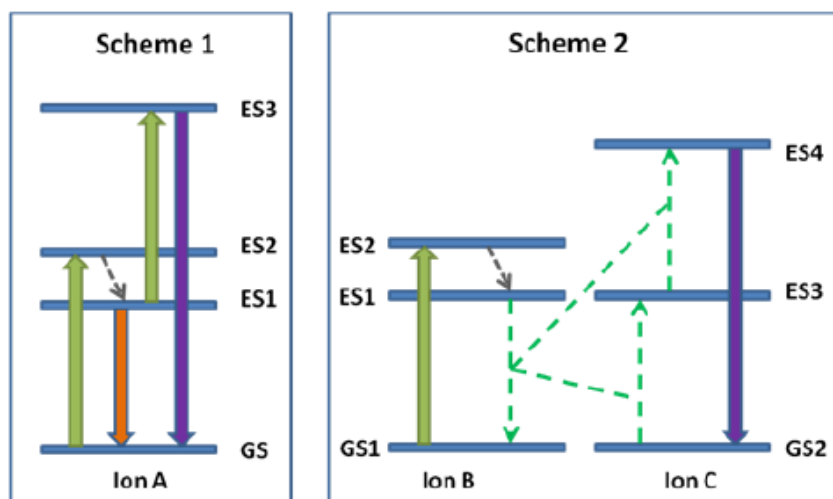 Scheme 1
ES3
ES2
ES1
GS
Ion A
Scheme 2
ES4
ES2
ES1
ES3
GS1
GS2
Ion B
Ion C